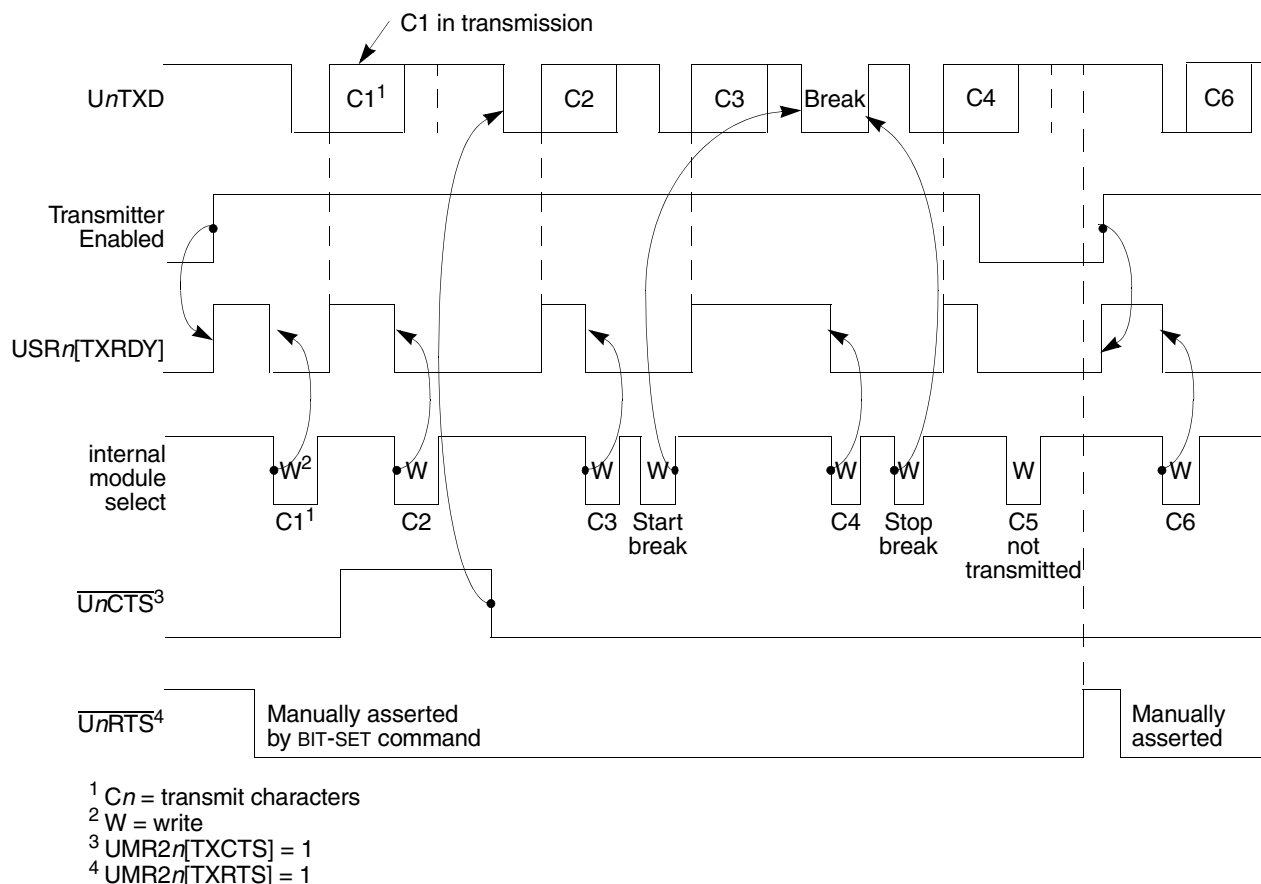 C1 in transmission
UnTXD
C1¹
C2
C3
Break
C4
C6
Transmitter
Enabled
USRn[TXRDY]
internal
module
select
W²
W
W
W
W
W
W
W
C1¹
C2
C3
Start
break
C4
Stop
break
C5
not
transmitted
C6
UnCTS³
UnRTS⁴
Manually asserted
by BIT-SET command
Manually
asserted
¹ Cn = transmit characters
² W = write
³ UMR2n[TXCTS] = 1
⁴ UMR2n[TXRTS] = 1